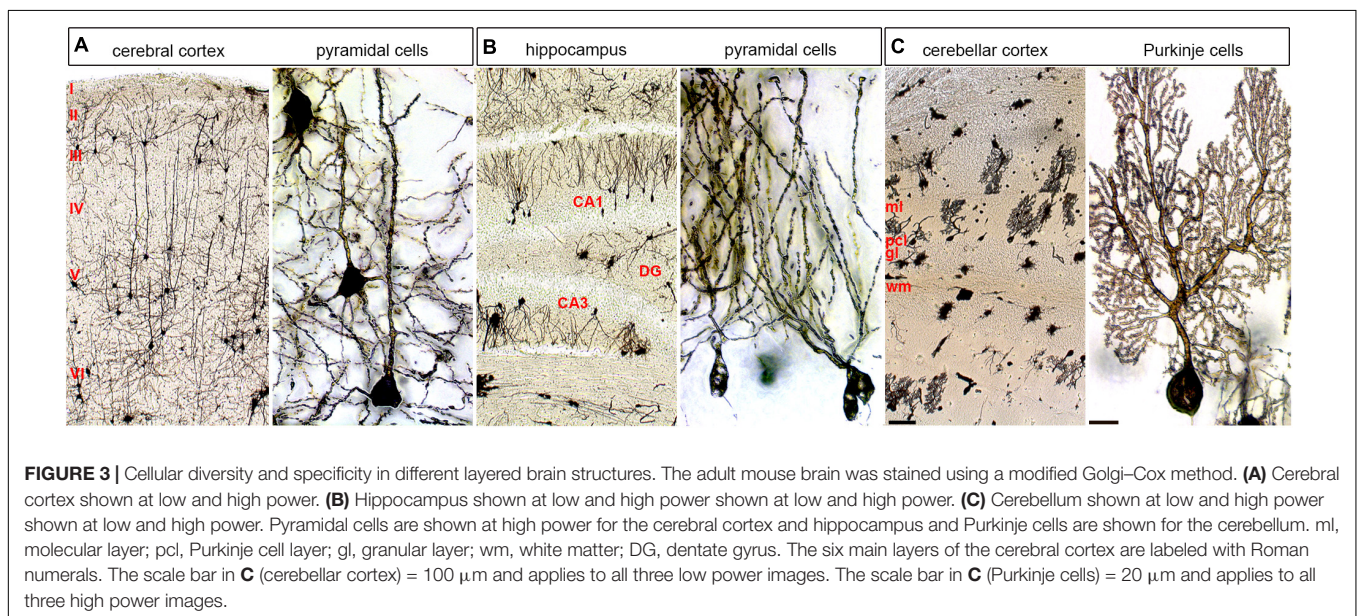 A cerebral cortex pyramidal cells B hippocampus pyramidal cells C cerebellar cortex Purkinje cells
I
II
III
IV
V
VI
CA1
DG
CA3
ml
pcl
gl
wm
FIGURE 3 | Cellular diversity and specificity in different layered brain structures. The adult mouse brain was stained using a modified Golgi–Cox method. (A) Cerebral
cortex shown at low and high power. (B) Hippocampus shown at low and high power shown at low and high power. (C) Cerebellum shown at low and high power
shown at low and high power. Pyramidal cells are shown at high power for the cerebral cortex and hippocampus and Purkinje cells are shown for the cerebellum. ml,
molecular layer; pcl, Purkinje cell layer; gl, granular layer; wm, white matter; DG, dentate gyrus. The six main layers of the cerebral cortex are labeled with Roman
numerals. The scale bar in C (cerebellar cortex) = 100 μm and applies to all three low power images. The scale bar in C (Purkinje cells) = 20 μm and applies to all
three high power images.